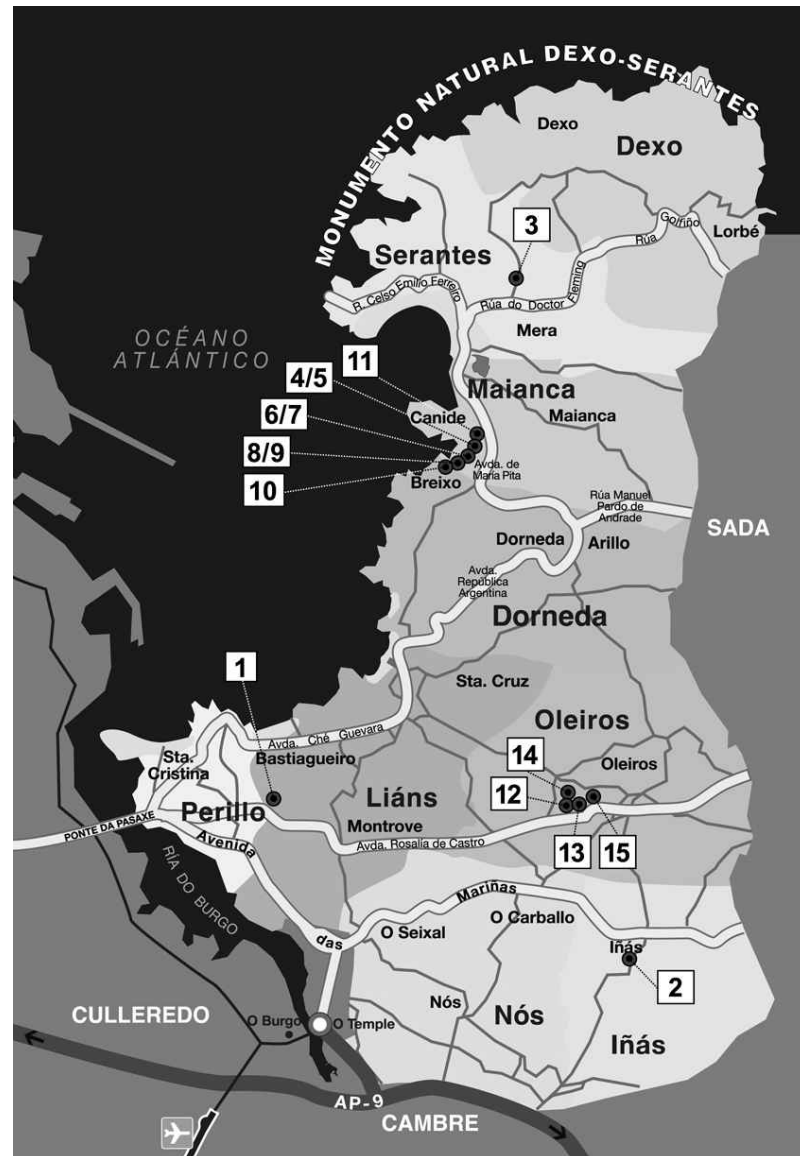 MONUMENTO NATURAL DEXO-SERANTES
Dexo
Dexo
3
Golfiño
Rúa
Lorbé
Serantes
R. Celso Emilio Ferreiro
Rúa do Doctor Fleming
Mera
OCÉANO
ATLÁNTICO
11
4/5
6/7
8/9
10
Maianca
Maianca
Canide
Avda. de
María Pita
Breixo
Rúa Manuel
Pardo de
Andrade
SADA
Dorneda
Arillo
Avda.
República
Argentina
Dorneda
Sta. Cruz
1
Oleiros
Avda. Ché Guevara
Bastiagueiro
Sta.
Cristina
14
Oleiros
12
Liáns
Perillo
Montrove
13
15
PONTE DA PASAXE
Avda. Rosalía de Castro
Avenida
das
Mariñas
RÍA DO BURGO
O Carballo
O Seixal
Iñás
2
Nós
Nós
CULLEREDO
O Burgo
O Temple
Iñás
AP-9
CAMBRE